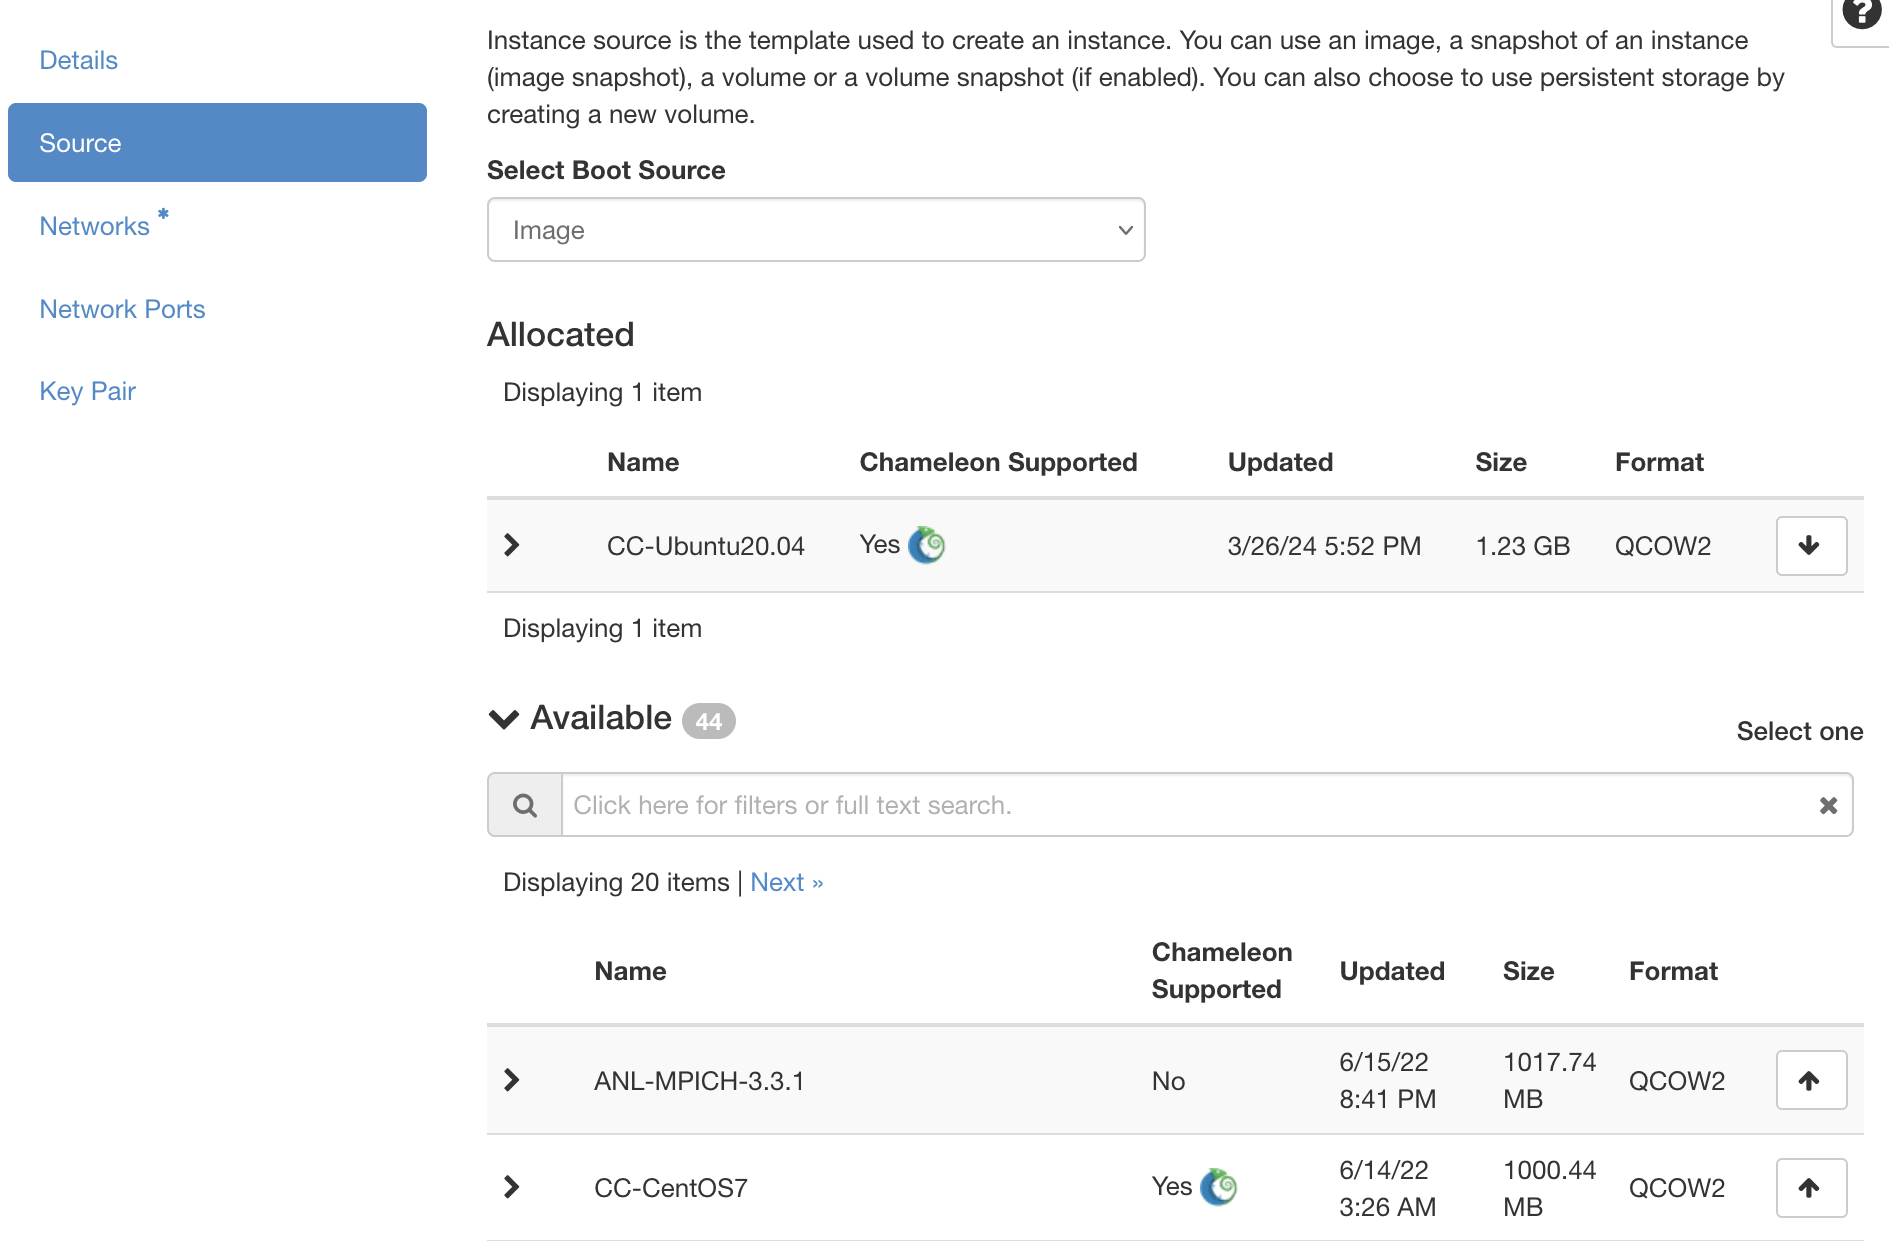 Details
Source
Networks *
Network Ports
Key Pair
Instance source is the template used to create an instance. You can use an image, a snapshot of an instance
(image snapshot), a volume or a volume snapshot (if enabled). You can also choose to use persistent storage by
creating a new volume.
Select Boot Source
Image
Allocated
Displaying 1 item
Name Chameleon Supported Updated Size Format
CC-Ubuntu20.04 Yes 3/26/24 5:52 PM 1.23 GB QCOW2
Displaying 1 item
Available 44
Select one
Click here for filters or full text search.
Displaying 20 items | Next »
Name Chameleon Supported Updated Size Format
ANL-MPICH-3.3.1 No 6/15/22 8:41 PM 1017.74 MB QCOW2
CC-CentOS7 Yes 6/14/22 3:26 AM 1000.44 MB QCOW2